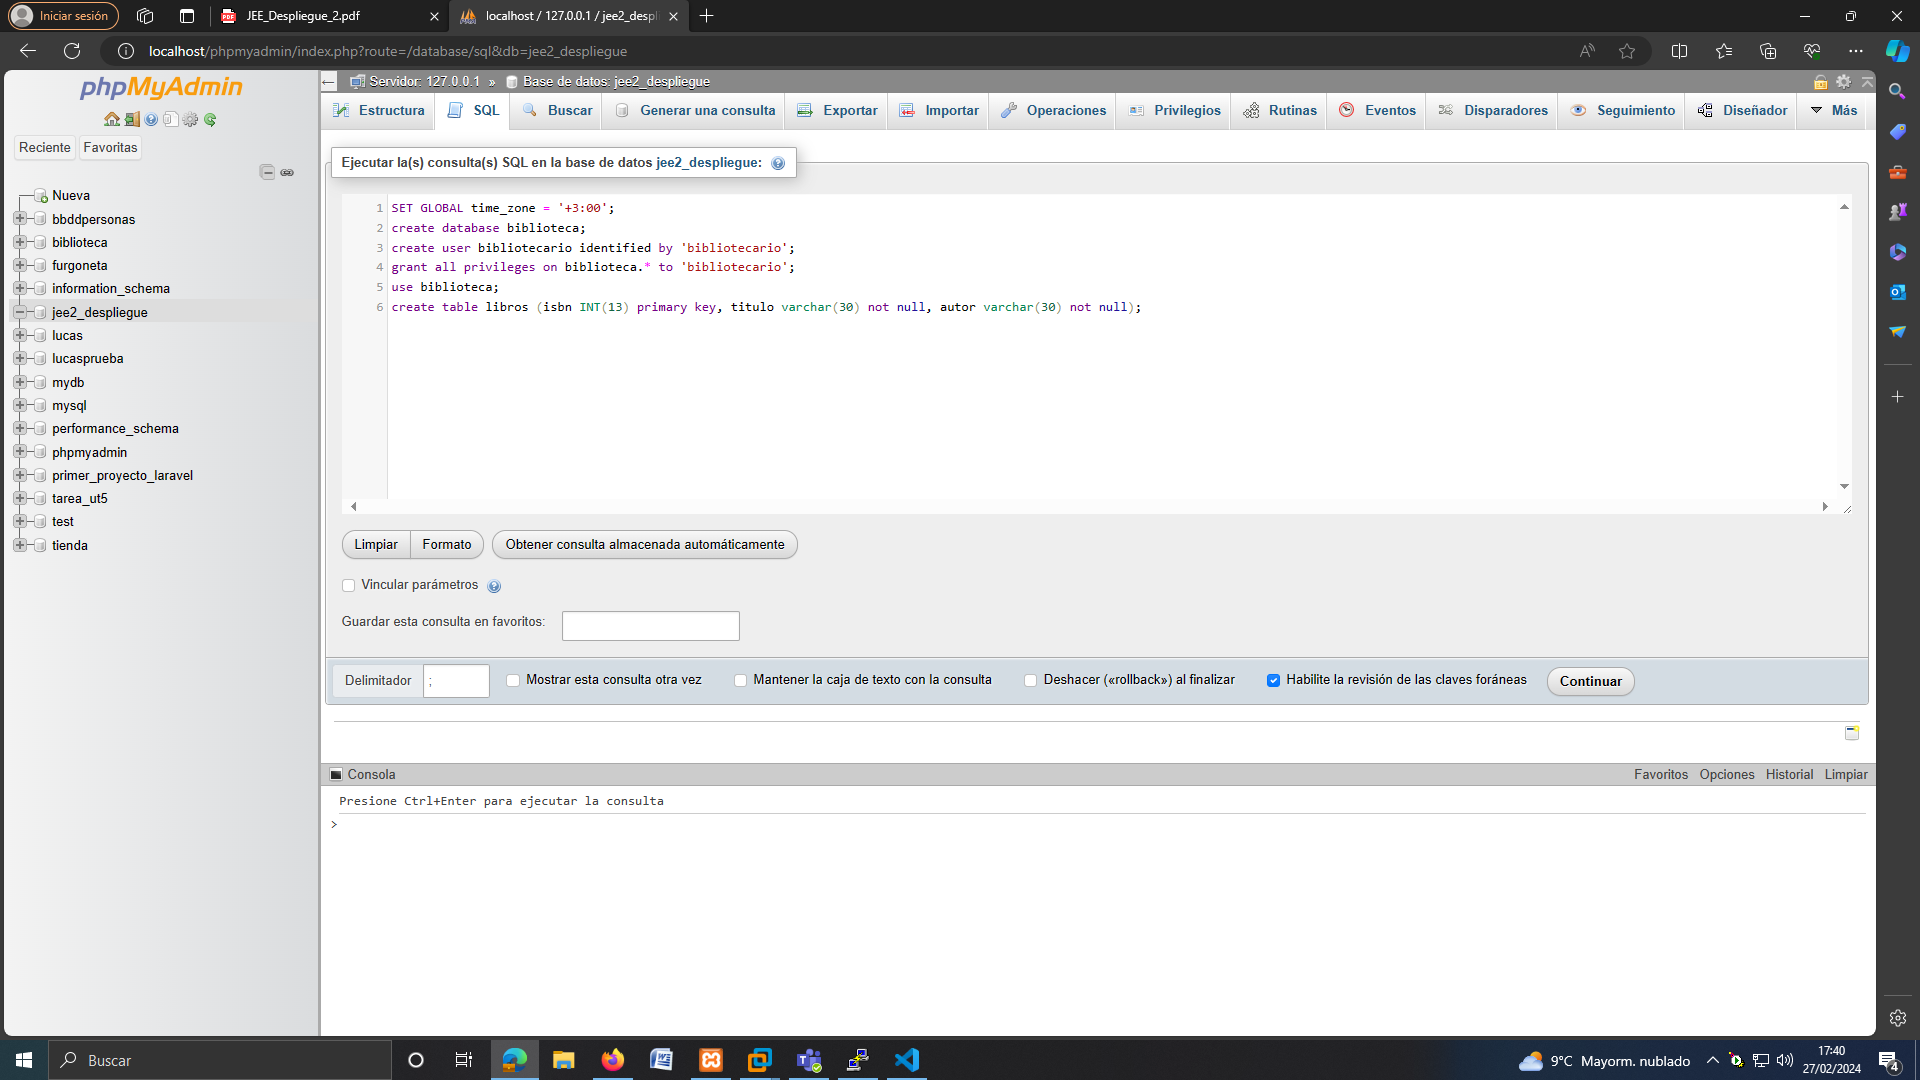 Iniciar sesión
JEE_Despliegue_2.pdf
localhost / 127.0.0.1 / jee2_despl
localhost/phpmyadmin/index.php?route=/database/sql&db=jee2_despliegue
phpMyAdmin
Reciente
Favoritas
Nueva
bbddpersonas
biblioteca
furgoneta
information_schema
jee2_despliegue
lucas
lucasprueba
mydb
mysql
performance_schema
phpmyadmin
primer_proyecto_laravel
tarea_ut5
test
tienda
Servidor: 127.0.0.1 » Base de datos: jee2_despliegue
Estructura SQL Buscar Generar una consulta Exportar Importar Operaciones Privilegios Rutinas Eventos Disparadores Seguimiento Diseñador Más
Ejecutar la(s) consulta(s) SQL en la base de datos jee2_despliegue:
1 SET GLOBAL time_zone = '+3:00';
2 create database biblioteca;
3 create user bibliotecario identified by 'bibliotecario';
4 grant all privileges on biblioteca.* to 'bibliotecario';
5 use biblioteca;
6 create table libros (isbn INT(13) primary key, titulo varchar(30) not null, autor varchar(30) not null);
Limpiar Formato Obtener consulta almacenada automáticamente
Vincular parámetros
Guardar esta consulta en favoritos:
Delimitador ; Mostrar esta consulta otra vez Mantener la caja de texto con la consulta Deshacer («rollback») al finalizar Habilite la revisión de las claves foráneas Continuar
Consola Favoritos Opciones Historial Limpiar
Presione Ctrl+Enter para ejecutar la consulta
>
Buscar
9°C Mayorm. nublado
17:40
27/02/2024
4